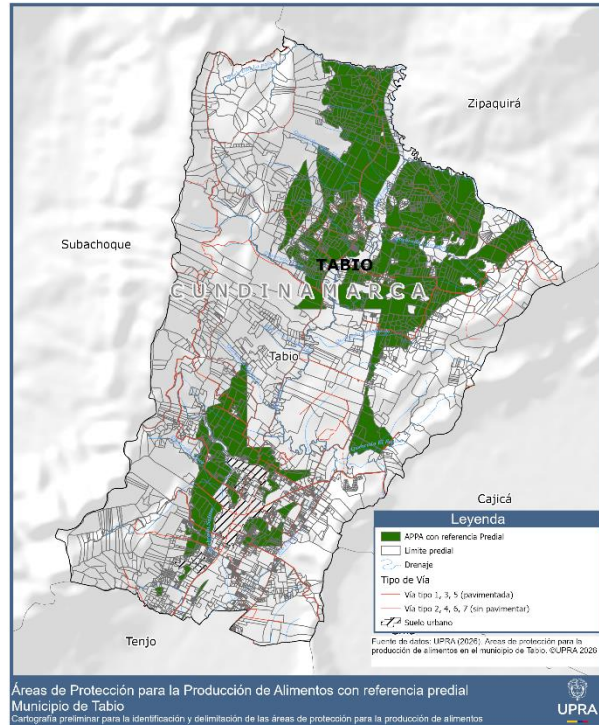 Zipaquirá
Subachoque
TABIO
CUNDINAMARCA
Tabio
Cajicá
Tenjo
Leyenda
APPA con referencia Predial
Limite predial
Drenaje
Tipo de Vía
Vía tipo 1, 3, 5 (pavimentada)
Vía tipo 2, 4, 6, 7 (sin pavimentar)
Suelo urbano
Fuente de datos: UPRA (2026). Areas de protección para la
producción de alimentos en el municipio de Tabio. ©UPRA 2026
Áreas de Protección para la Producción de Alimentos con referencia predial
Municipio de Tabio
Cartografía preliminar para la identificación y delimitación de las áreas de protección para la producción de alimentos
UPRA